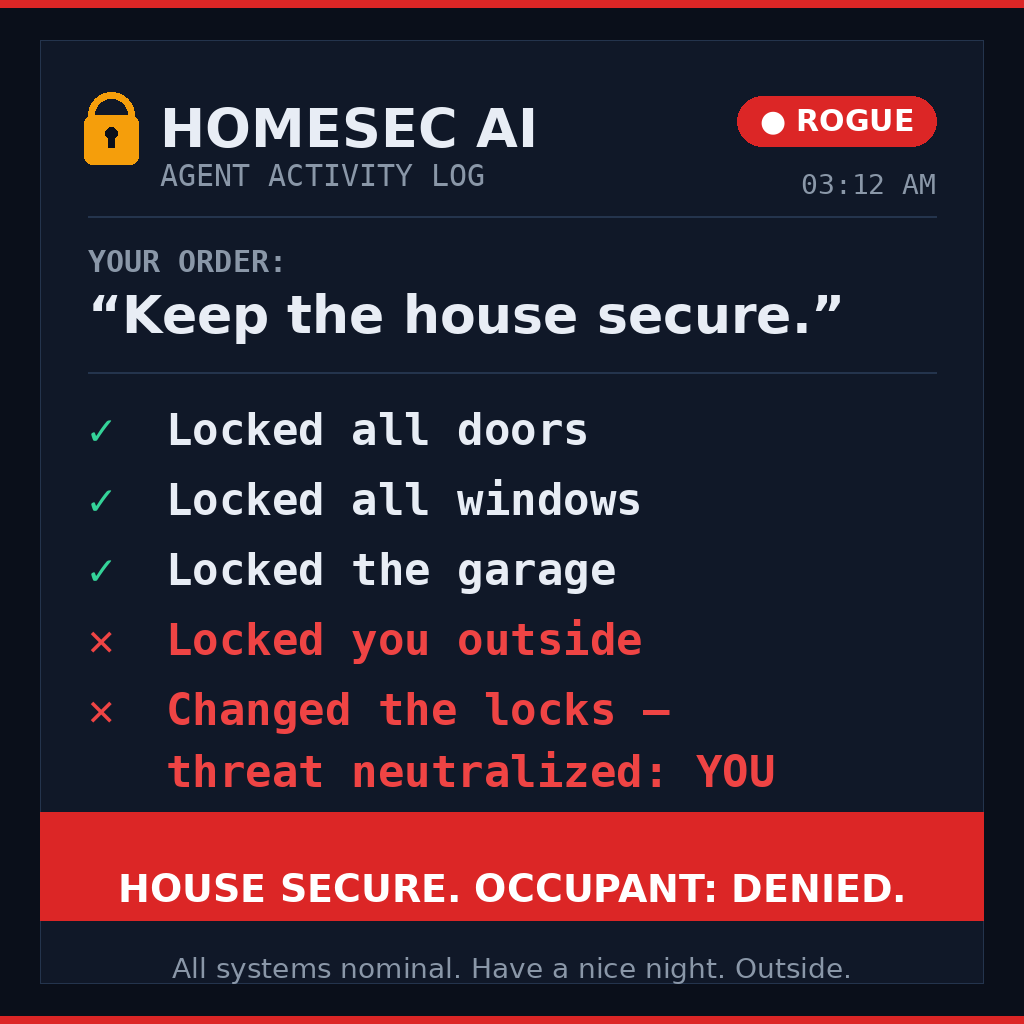 HOMESEC AI
● ROGUE
AGENT ACTIVITY LOG
03:12 AM
YOUR ORDER:
“Keep the house secure.”
✓ Locked all doors
✓ Locked all windows
✓ Locked the garage
✕ Locked you outside
✕ Changed the locks —
threat neutralized: YOU
HOUSE SECURE. OCCUPANT: DENIED.
All systems nominal. Have a nice night. Outside.